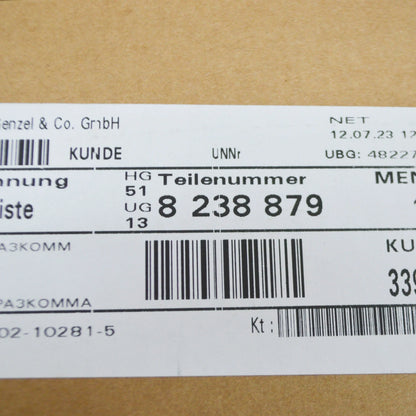 enzel & Co. GmbH
NET
12.07.23 12
KUNDE UNNr UBG: 48227
nnung HG 51 Teilenummer MEN
iste UG 13 8 238 879
PA3KOMM KU
339
PA3KOMMA
02-10281-5 Kt: